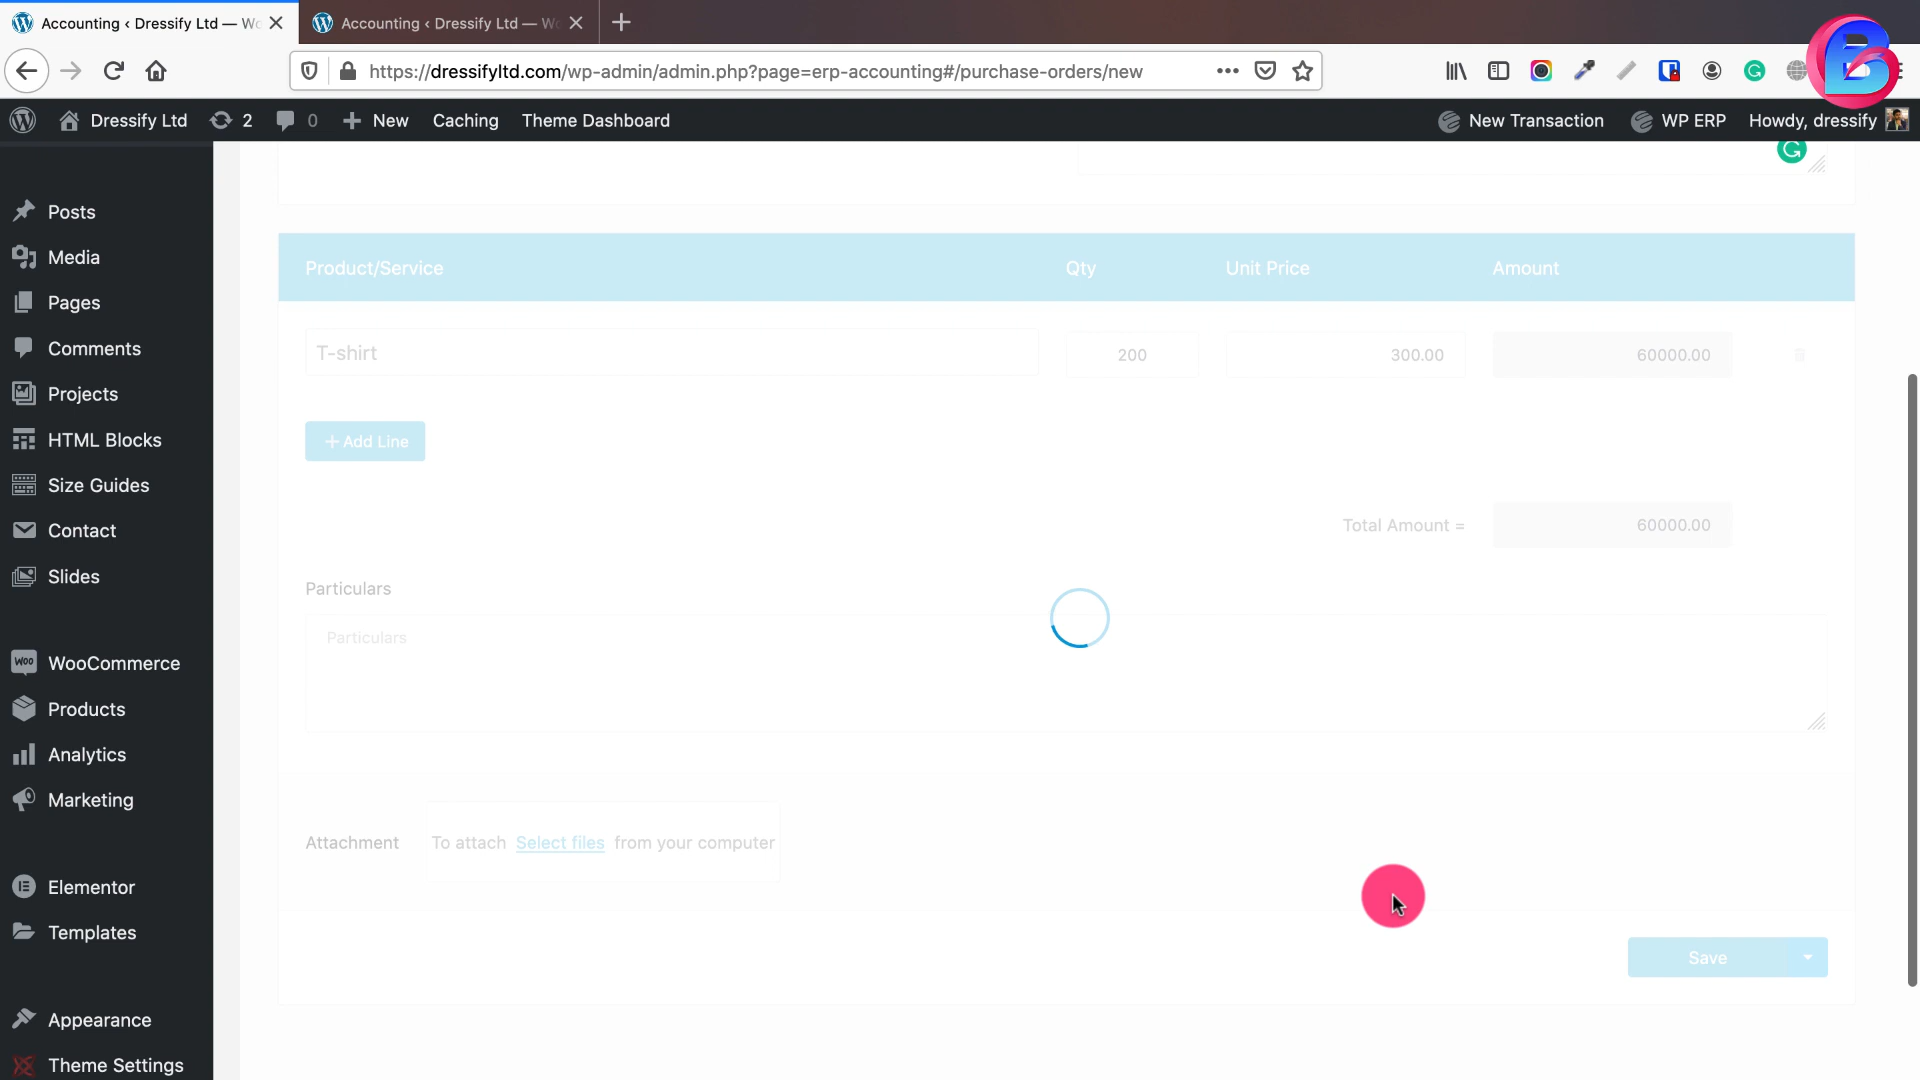 Accounting ‹ Dressify Ltd — Wo
Accounting ‹ Dressify Ltd — Wo
https://dressifyltd.com/wp-admin/admin.php?page=erp-accounting#/purchase-orders/new
Dressify Ltd 2 0 New Caching Theme Dashboard New Transaction WP ERP Howdy, dressify
Posts
Media
Pages
Comments
Projects
HTML Blocks
Size Guides
Contact
Slides
WooCommerce
Products
Analytics
Marketing
Elementor
Templates
Appearance
Theme Settings
Product/Service Qty Unit Price Amount
T-shirt 200 300.00 60000.00
+ Add Line
Total Amount = 60000.00
Particulars
Particulars
Attachment To attach Select files from your computer
Save